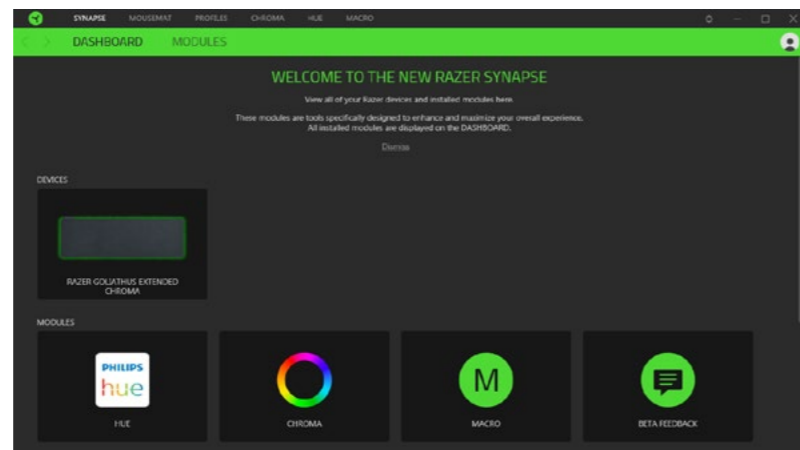 SYNAPSE MOUSEMAT PROFILES CHROMA HUE MACRO
DASHBOARD MODULES
WELCOME TO THE NEW RAZER SYNAPSE
View all of your Razer devices and installed modules here.
These modules are tools specifically designed to enhance and maximize your overall experience.
All installed modules are displayed on the DASHBOARD.
Dismiss
DEVICES
RAZER GOLIATHUS EXTENDED
CHROMA
MODULES
PHILIPS
hue
M
HUE CHROMA MACRO BETA FEEDBACK